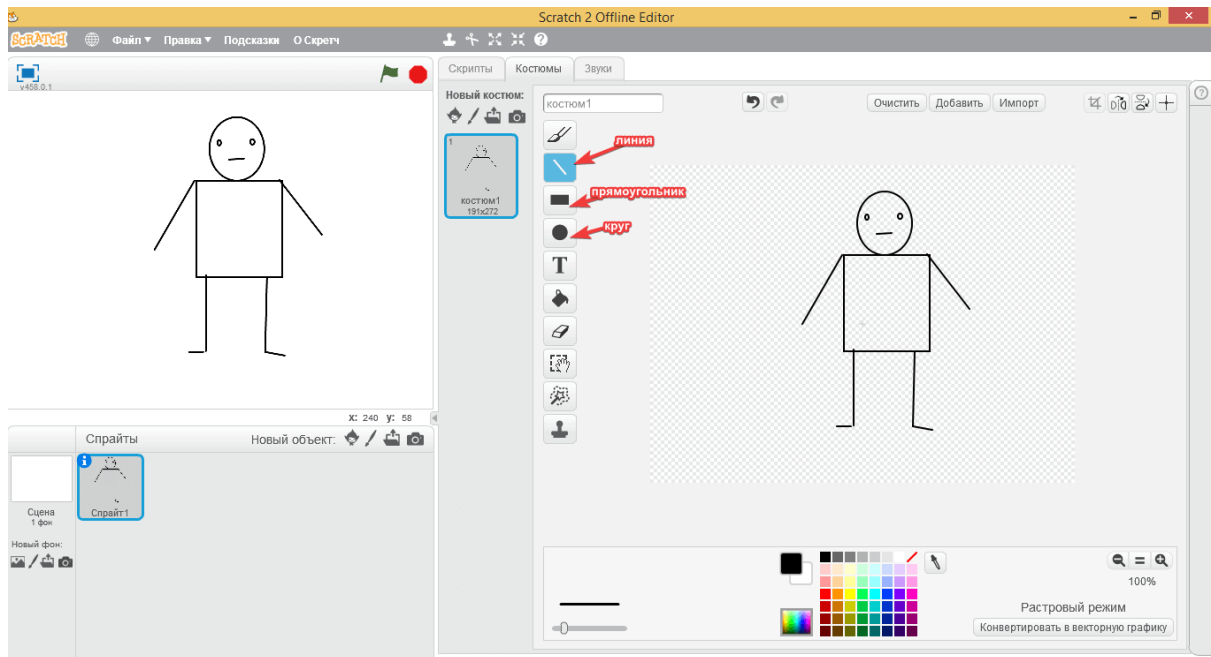 Scratch 2 Offline Editor
SCRATCH Файл Правка Подсказки О Скретч
v458.0.1
Скрипты Костюмы Звуки
Новый костюм:
1
костюм1
191x272
костюм1
Очистить Добавить Импорт
линия
прямоугольник
круг
T
x: 240 y: 58
Спрайты Новый объект:
Сцена
1 фон
Новый фон:
Спрайт1
100%
Растровый режим
Конвертировать в векторную графику